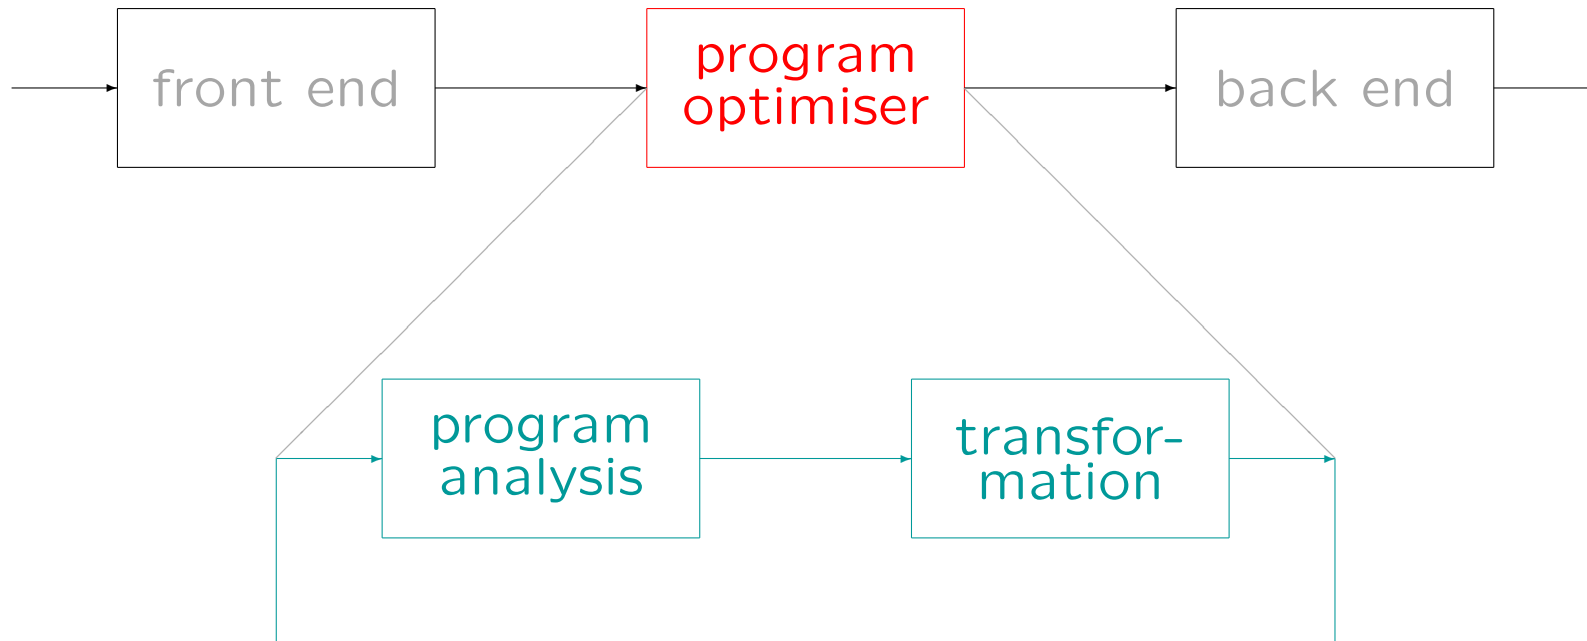 front end
program
optimiser
back end
program
analysis
transfor-
mation